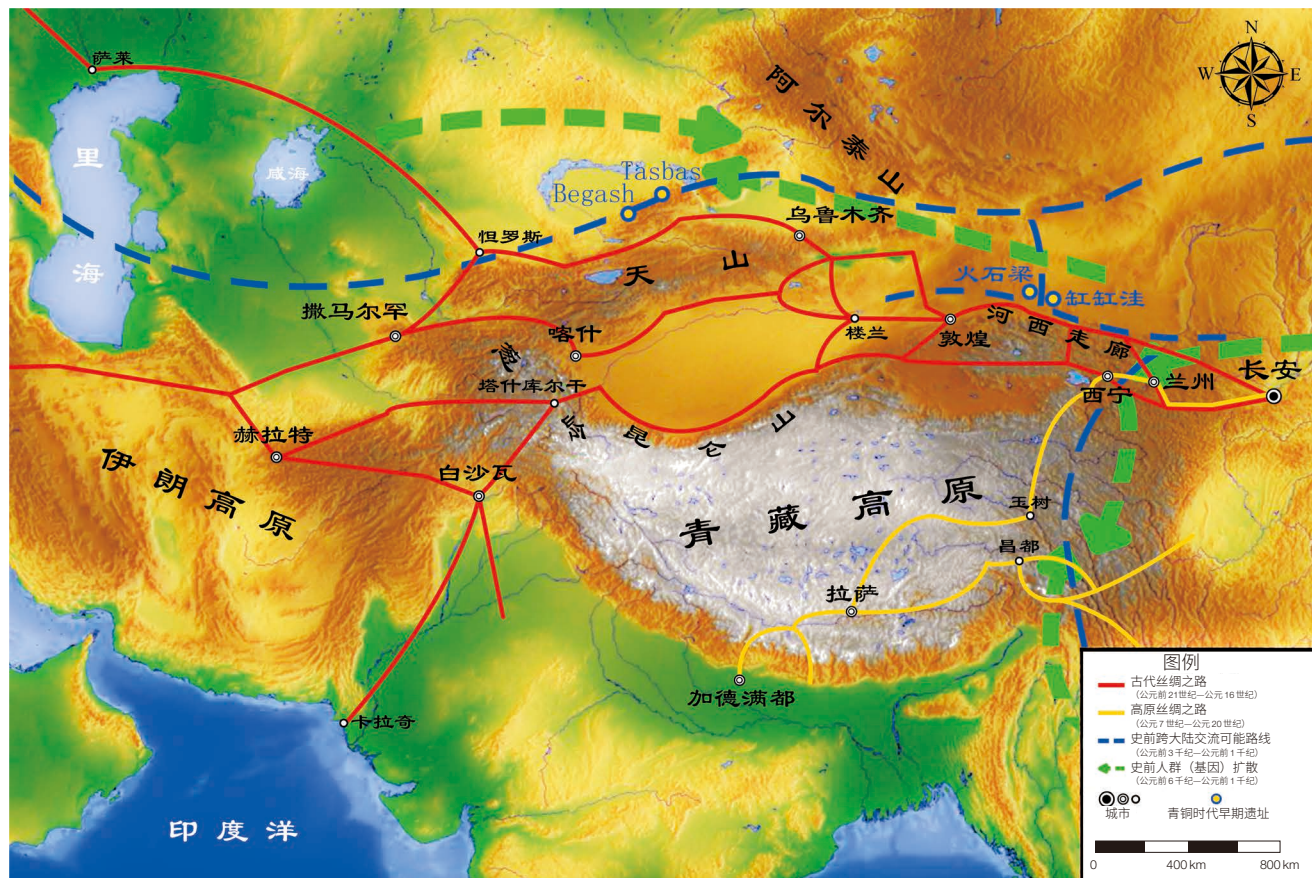 N
W E
S
萨莱
阿尔泰山
里海
咸海
Tasbas
Begash
乌鲁木齐
怛罗斯
天山
火石梁
缸缸洼
撒马尔罕
喀什
葱岭
楼兰
敦煌
河西走廊
塔什库尔干
西宁
兰州
长安
赫拉特
昆仑山
伊朗高原
白沙瓦
青藏高原
玉树
昌都
拉萨
加德满都
卡拉奇
印度洋
图例
古代丝绸之路
(公元前21世纪—公元16世纪)
高原丝绸之路
(公元7世纪—公元20世纪)
史前跨大陆交流可能路线
(公元前3千纪—公元前1千纪)
史前人群（基因）扩散
(公元前6千纪—公元前1千纪)
城市 青铜时代早期遗址
0 400 km 800 km